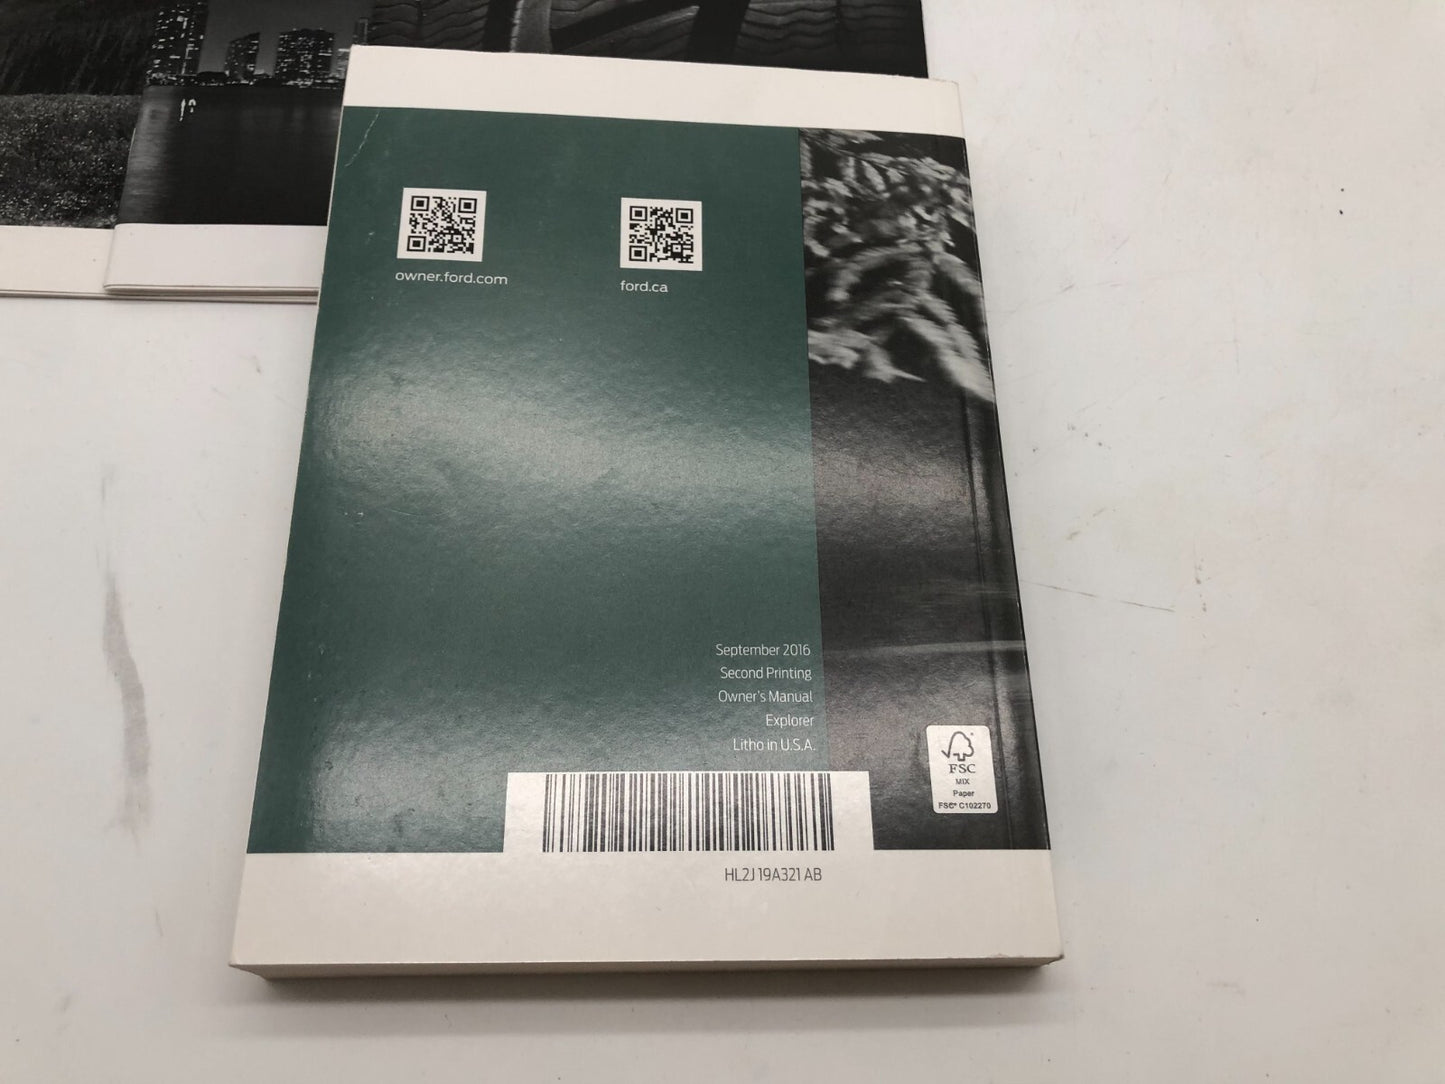 owner.ford.com
ford.ca
September 2016
Second Printing
Owner's Manual
Explorer
Litho in U.S.A.
FSC
MIX
Paper
FSC® C102270
HL2J 19A321 AB